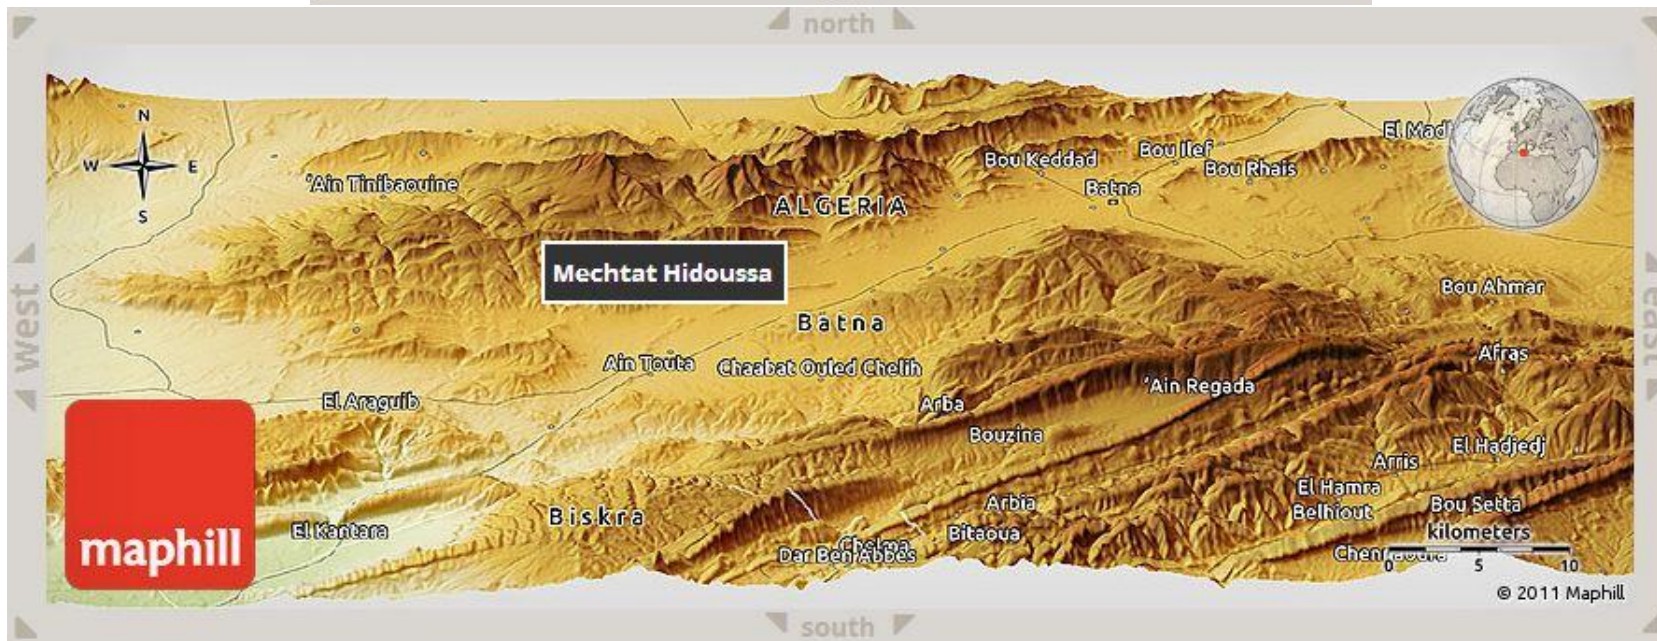 north
N
W E
S
El Mad
Bou Keddad
Bou Ilef
Bou Rhais
'Ain Tinibaouine
Batna
ALGERIA
Mechtat Hidoussa
Bou Ahmar
west
east
Batna
Ain Touta
Chaabat Ouled Chelih
Afras
'Ain Regada
El Araguib
Arba
Bouzina
El Hadjedj
Arris
El Hamra
Arbia
Bou Setta
Belhiout
Biskra
El Kantara
Bitaoua
kilometers
maphill
Chelma
Dar Ben Abbes
0 5 10
© 2011 Maphill
south